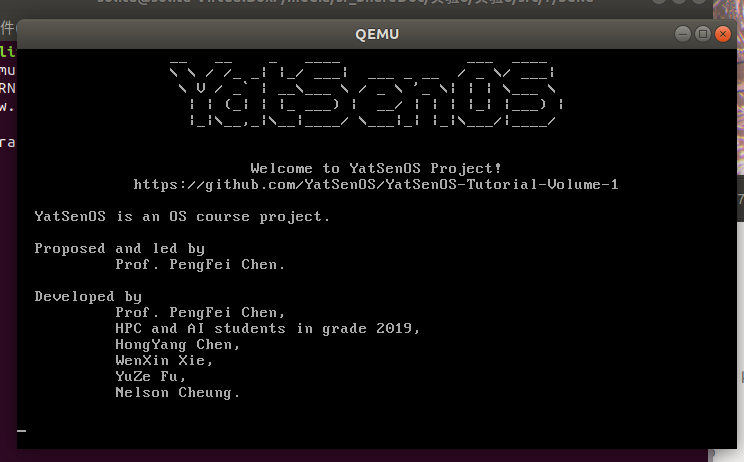 QEMU
YatSenOS
Welcome to YatSenOS Project!
https://github.com/YatSenOS/YatSenOS-Tutorial-Volume-1
YatSenOS is an OS course project.
Proposed and led by
Prof. PengFei Chen.
Developed by
Prof. PengFei Chen,
HPC and AI students in grade 2019,
HongYang Chen,
WenXin Xie,
YuZe Fu,
Nelson Cheung.